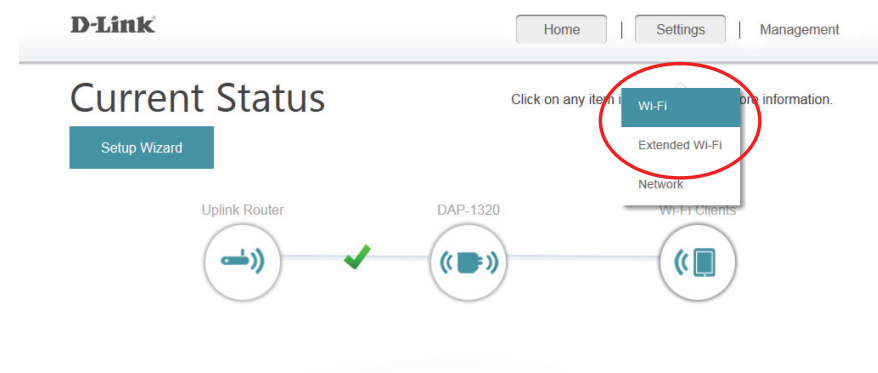 D-Link
Home | Settings | Management
Current Status
Click on any item i ore information.
Wi-Fi
Setup Wizard
Extended Wi-Fi
Network
Uplink Router
DAP-1320
Wi-Fi Clients